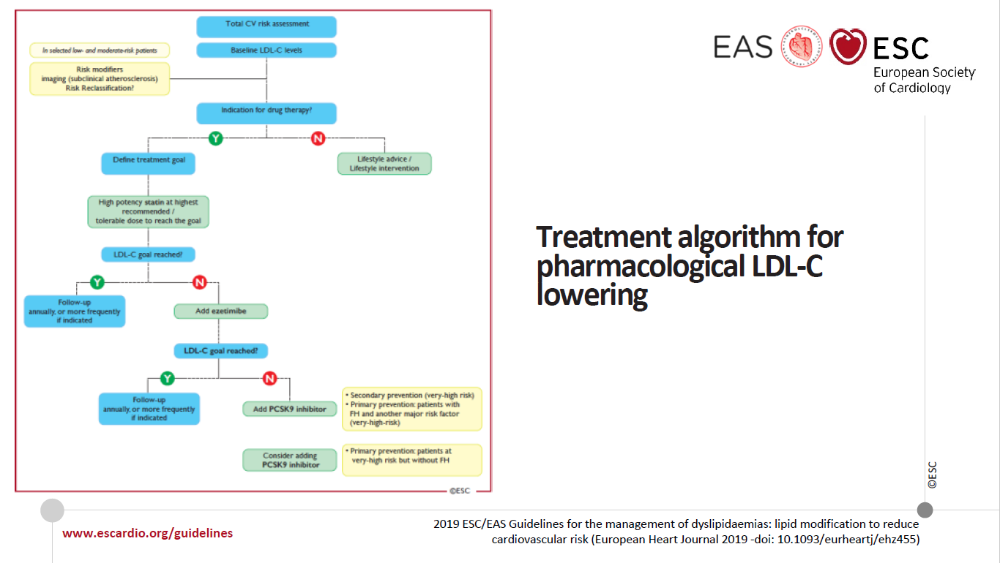 Total CV risk assessment
In selected low- and moderate-risk patients
Baseline LDL-C levels
Risk modifiers
imaging (subclinical atherosclerosis)
Risk Reclassification?
Indication for drug therapy?
Y
N
Define treatment goal
Lifestyle advice /
Lifestyle intervention
High potency statin at highest
recommended /
tolerable dose to reach the goal
LDL-C goal reached?
Y
N
Follow-up
annually, or more frequently
if indicated
Add ezetimibe
LDL-C goal reached?
Y
N
Follow-up
annually, or more frequently
if indicated
Add PCSK9 inhibitor
• Secondary prevention (very-high risk)
• Primary prevention: patients with
FH and another major risk factor
(very-high-risk)
Consider adding
PCSK9 inhibitor
• Primary prevention: patients at
very-high risk but without FH
©ESC
EAS
ESC
European Society
of Cardiology
Treatment algorithm for
pharmacological LDL-C
lowering
©ESC
www.escardio.org/guidelines
2019 ESC/EAS Guidelines for the management of dyslipidaemias: lipid modification to reduce
cardiovascular risk (European Heart Journal 2019 -doi: 10.1093/eurheartj/ehz455)